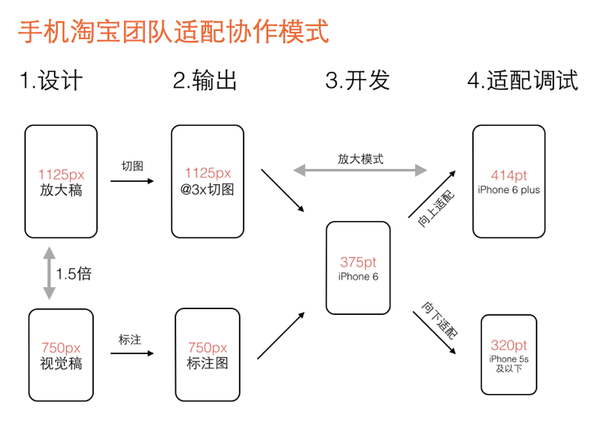 手机淘宝团队适配协作模式
1.设计
2.输出
3.开发
4.适配调试
1125px
放大稿
切图
1125px
@3x切图
放大模式
414pt
iPhone 6 plus
向上适配
1.5倍
375pt
iPhone 6
向下适配
750px
视觉稿
标注
750px
标注图
320pt
iPhone 5s
及以下